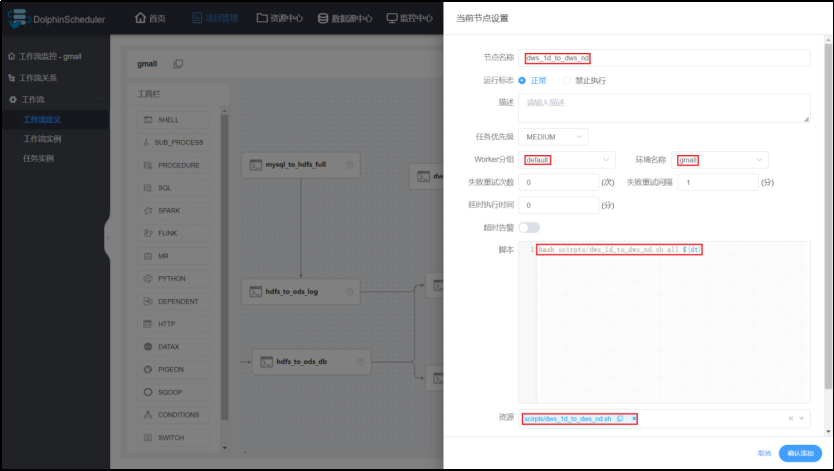 DolphinScheduler
首页
项目管理
资源中心
数据源中心
监控中心
工作流监控 - gmall
工作流关系
工作流
工作流定义
工作流实例
任务实例
gmall
工具栏
SHELL
SUB_PROCESS
PROCEDURE
SQL
SPARK
FLINK
MR
PYTHON
DEPENDENT
HTTP
DATAX
PIGEON
SQOOP
CONDITIONS
SWITCH
mysql_to_hdfs_full
dw
hdfs_to_ods_log
hdfs_to_ods_db
当前节点设置
节点名称 dws_1d_to_dws_nd
运行标志 正常 禁止执行
描述 请输入描述
任务优先级 MEDIUM
Worker分组 default 环境名称 gmall
失败重试次数 0 (次) 失败重试间隔 1 (分)
延时执行时间 0 (分)
超时告警
脚本 1 bash scirpts/dws_1d_to_dws_nd.sh all ${dt}
资源 scirpts/dws_1d_to_dws_nd.sh
取消 确认添加